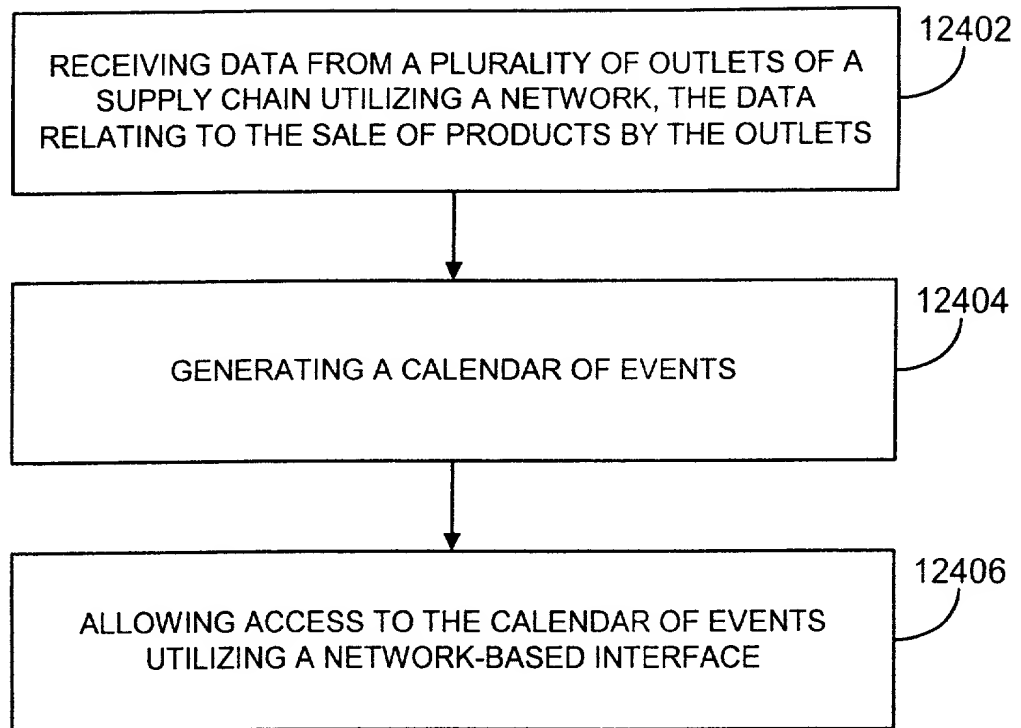 12402
RECEIVING DATA FROM A PLURALITY OF OUTLETS OF A
SUPPLY CHAIN UTILIZING A NETWORK, THE DATA
RELATING TO THE SALE OF PRODUCTS BY THE OUTLETS
12404
GENERATING A CALENDAR OF EVENTS
12406
ALLOWING ACCESS TO THE CALENDAR OF EVENTS
UTILIZING A NETWORK-BASED INTERFACE